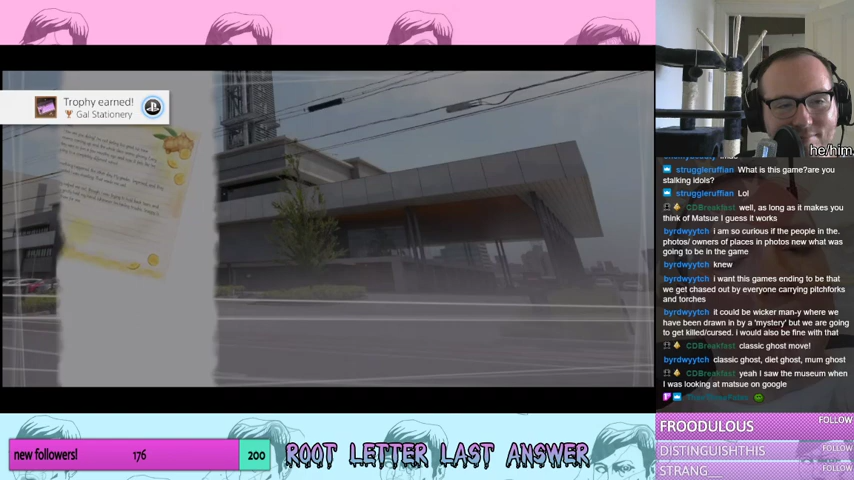 Trophy earned!
Gal Stationery
he/him.
struggleruffian What is this game?are you
stalking idols?
struggleruffian Lol
CDBreakfast well, as long as it makes you
think of Matsue I guess it works
byrdwyytch i am so curious if the people in the.
photos/ owners of places in photos new what was
going to be in the game
byrdwyytch knew
byrdwyytch i want this games ending to be that
we get chased out by everyone carrying pitchforks
and torches
byrdwyytch it could be wicker man-y where we
have been drawn in by a 'mystery' but we are going
to get killed/cursed. i would also be fine with that
CDBreakfast classic ghost move!
byrdwyytch classic ghost, diet ghost, mum ghost
CDBreakfast yeah I saw the museum when
I was looking at matsue on google
FROODULOUS FOLLOW
DISTINGUISHTHIS FOLLOW
STRANG__ FOLLOW
new followers! 176 200
ROOT LETTER LAST ANSWER